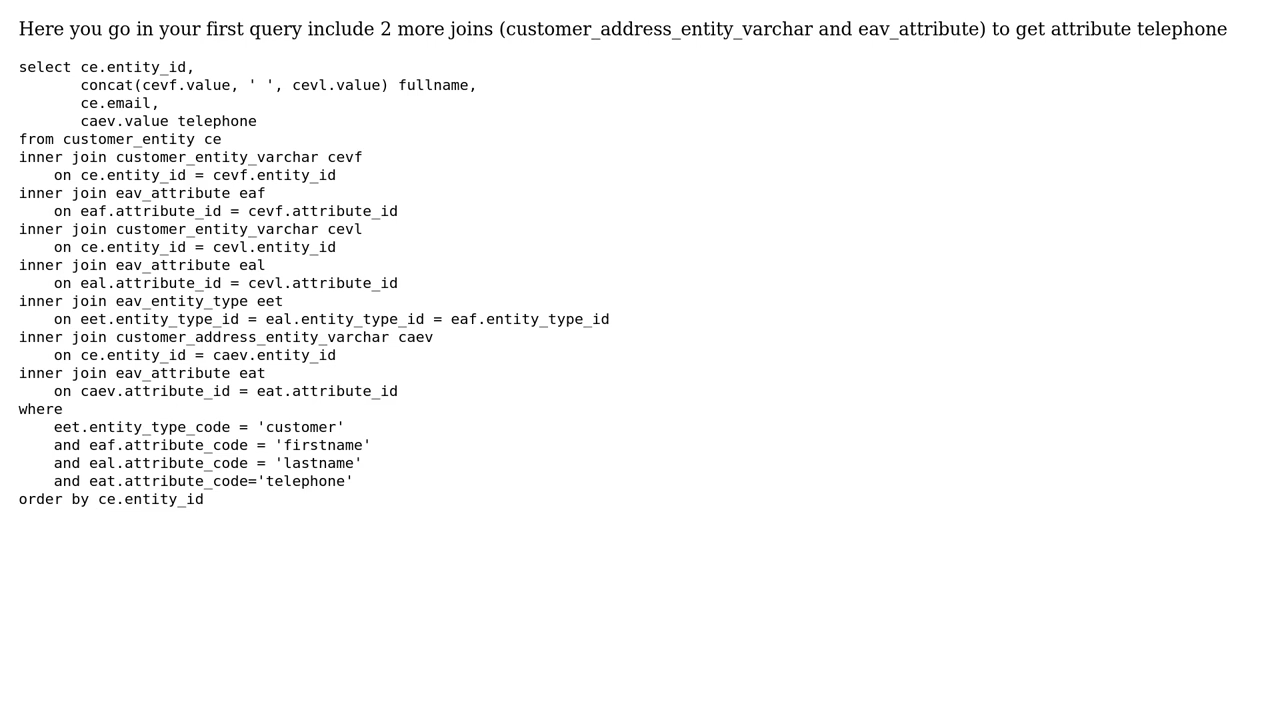 Here you go in your first query include 2 more joins (customer_address_entity_varchar and eav_attribute) to get attribute telephone
select ce.entity_id,
       concat(cevf.value, ' ', cevl.value) fullname,
       ce.email,
       caev.value telephone
from customer_entity ce
inner join customer_entity_varchar cevf
    on ce.entity_id = cevf.entity_id
inner join eav_attribute eaf
    on eaf.attribute_id = cevf.attribute_id
inner join customer_entity_varchar cevl
    on ce.entity_id = cevl.entity_id
inner join eav_attribute eal
    on eal.attribute_id = cevl.attribute_id
inner join eav_entity_type eet
    on eet.entity_type_id = eal.entity_type_id = eaf.entity_type_id
inner join customer_address_entity_varchar caev
    on ce.entity_id = caev.entity_id
inner join eav_attribute eat
    on caev.attribute_id = eat.attribute_id
where
    eet.entity_type_code = 'customer'
    and eaf.attribute_code = 'firstname'
    and eal.attribute_code = 'lastname'
    and eat.attribute_code='telephone'
order by ce.entity_id